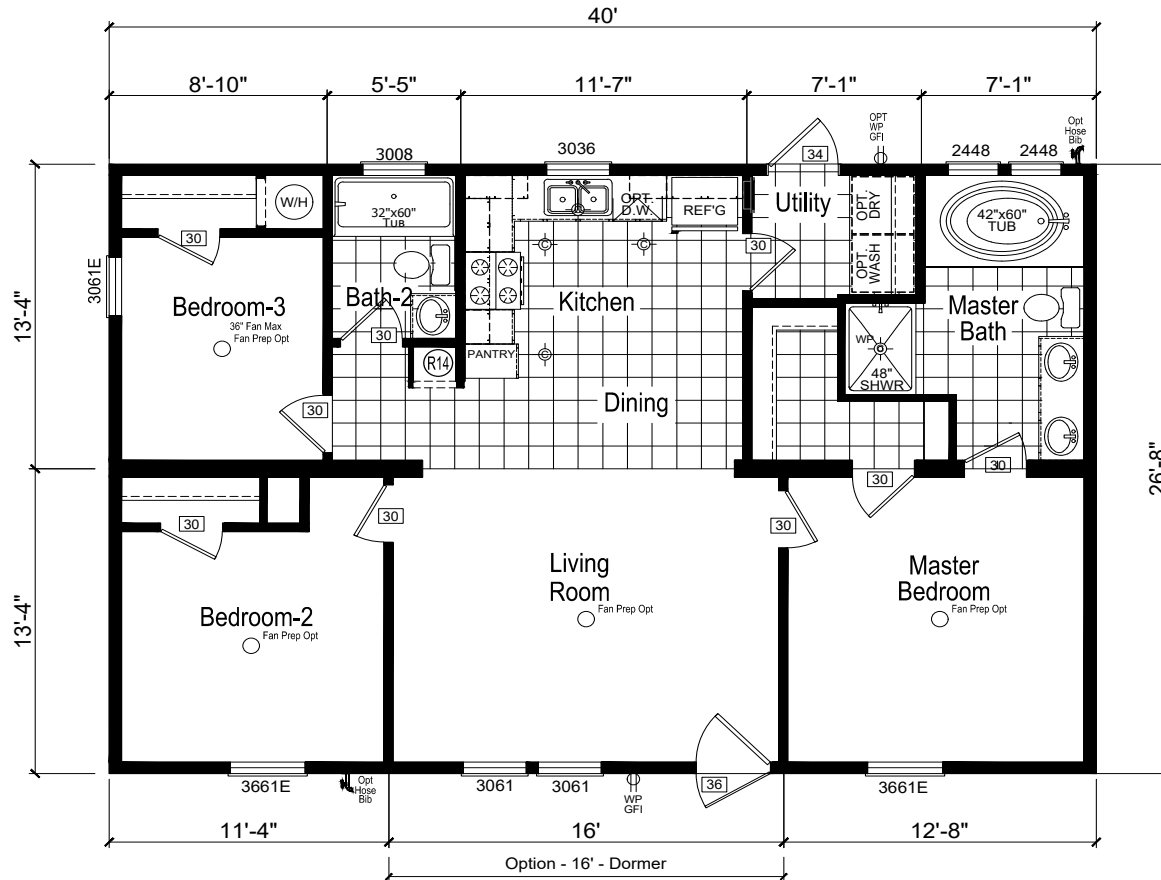 40'
8'-10"
5'-5"
11'-7"
7'-1"
7'-1"
OPT
WP
GFI
Opt
Hose
Bib
3008
3036
34
2448
2448
W/H
32"x60"
TUB
OPT.
D.W.
REF'G
Utility
OPT.
DRY
OPT.
WASH
42"x60"
TUB
30
30
3061E
13'-4"
Bedroom-3
36" Fan Max
Fan Prep Opt
Bath-2
30
Kitchen
Master
Bath
WP
48"
SHWR
PANTRY
R14
Dining
30
30
30
26'-8"
30
30
30
Living
Room
Fan Prep Opt
Master
Bedroom
Fan Prep Opt
13'-4"
Bedroom-2
Fan Prep Opt
3661E
Opt
Hose
Bib
3061
3061
WP
GFI
36
3661E
11'-4"
16'
12'-8"
Option - 16' - Dormer